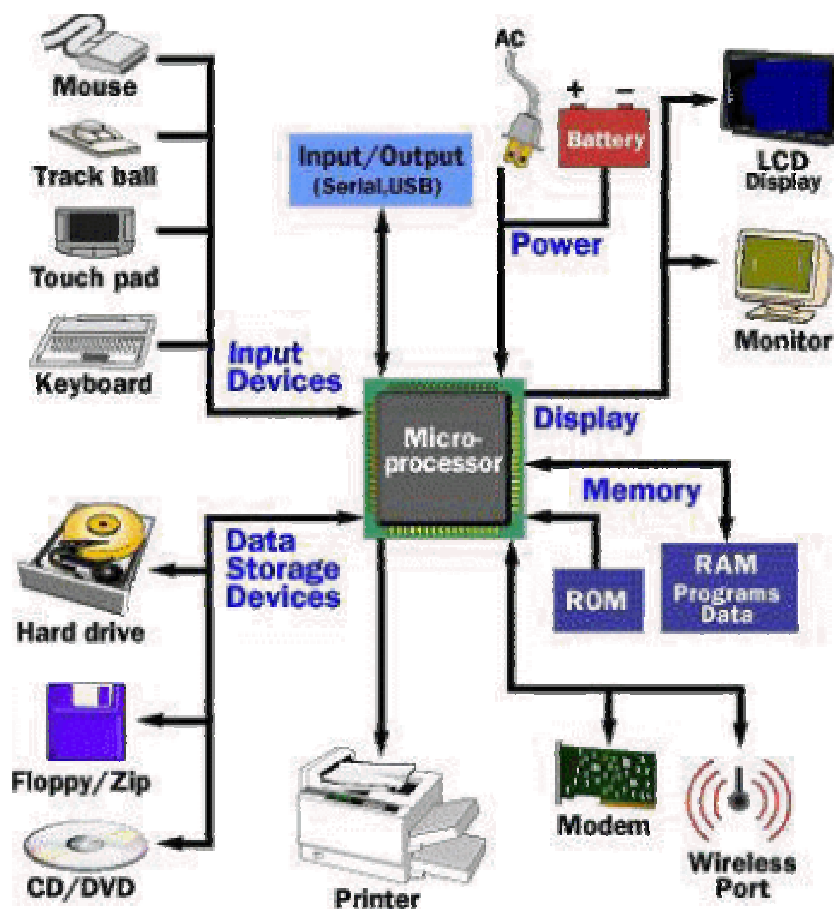 Mouse
Track ball
Touch pad
Keyboard
Input
Devices
Input/Output
(Serial,USB)
AC
+ −
Battery
Power
LCD
Display
Monitor
Display
Micro-
processor
Memory
ROM
RAM
Programs
Data
Data
Storage
Devices
Hard drive
Floppy/Zip
CD/DVD
Printer
Modem
Wireless
Port